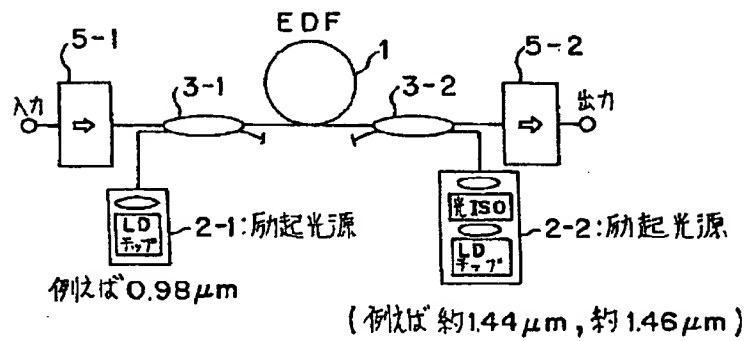 EDF
5-1
1
5-2
3-1
3-2
入力
出力
光ISO
LD
チップ
2-1:励起光源
LD
チップ
2-2:励起光源
例えば0.98μm
(例えば約1.44μm,約1.46μm)